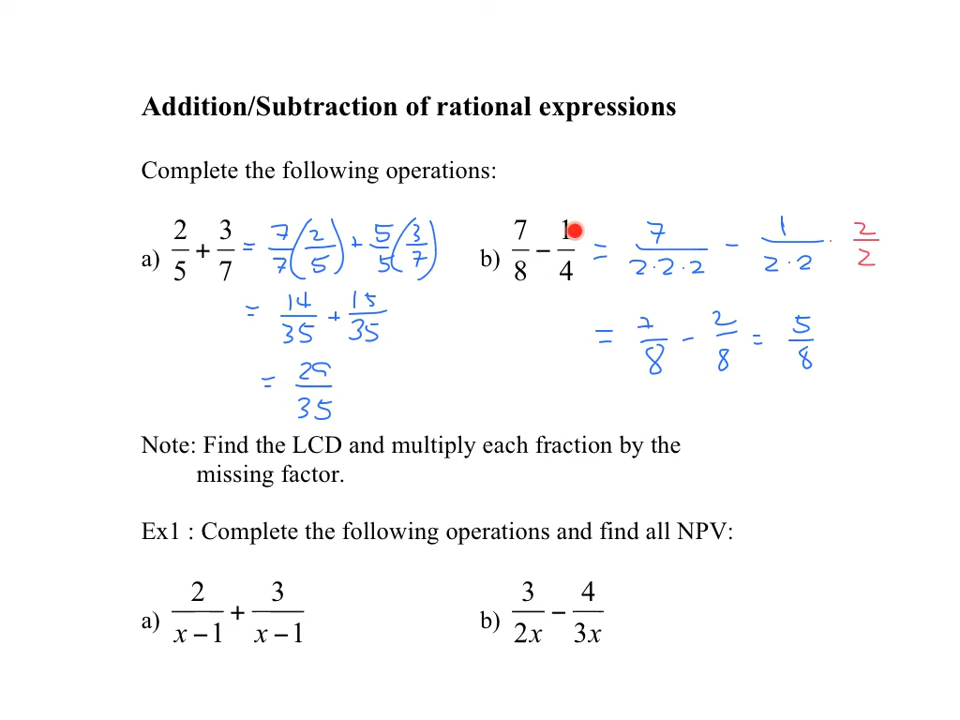 Addition/Subtraction of rational expressions
Complete the following operations:
a) 2/5 + 3/7 = 7/7(2/5) + 5/5(3/7)
= 14/35 + 15/35
= 29/35
b) 7/8 − 1/4 = 7/(2·2·2) − 1/(2·2) · 2/2
= 7/8 − 2/8 = 5/8
Note: Find the LCD and multiply each fraction by the
missing factor.
Ex1 : Complete the following operations and find all NPV:
a) 2/(x−1) + 3/(x−1)
b) 3/(2x) − 4/(3x)